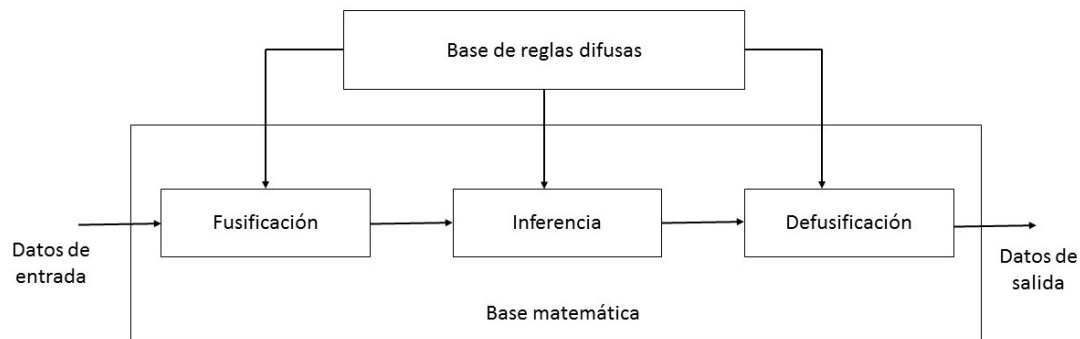 Base de reglas difusas
Fusificación
Inferencia
Defusificación
Datos de
entrada
Datos de
salida
Base matemática